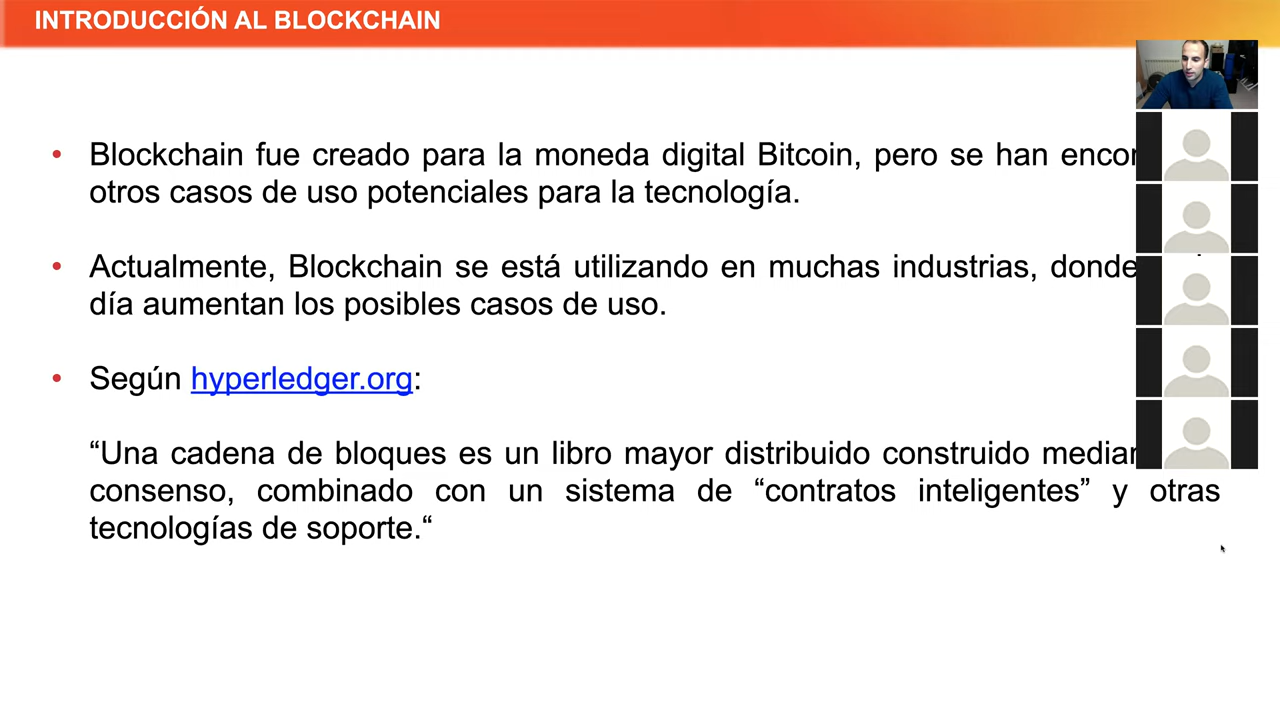 INTRODUCCIÓN AL BLOCKCHAIN
• Blockchain fue creado para la moneda digital Bitcoin, pero se han
otros casos de uso potenciales para la tecnología.
• Actualmente, Blockchain se está utilizando en muchas industrias, donde
día aumentan los posibles casos de uso.
• Según hyperledger.org:
“Una cadena de bloques es un libro mayor distribuido construido
consenso, combinado con un sistema de “contratos inteligentes” y otras
tecnologías de soporte.“